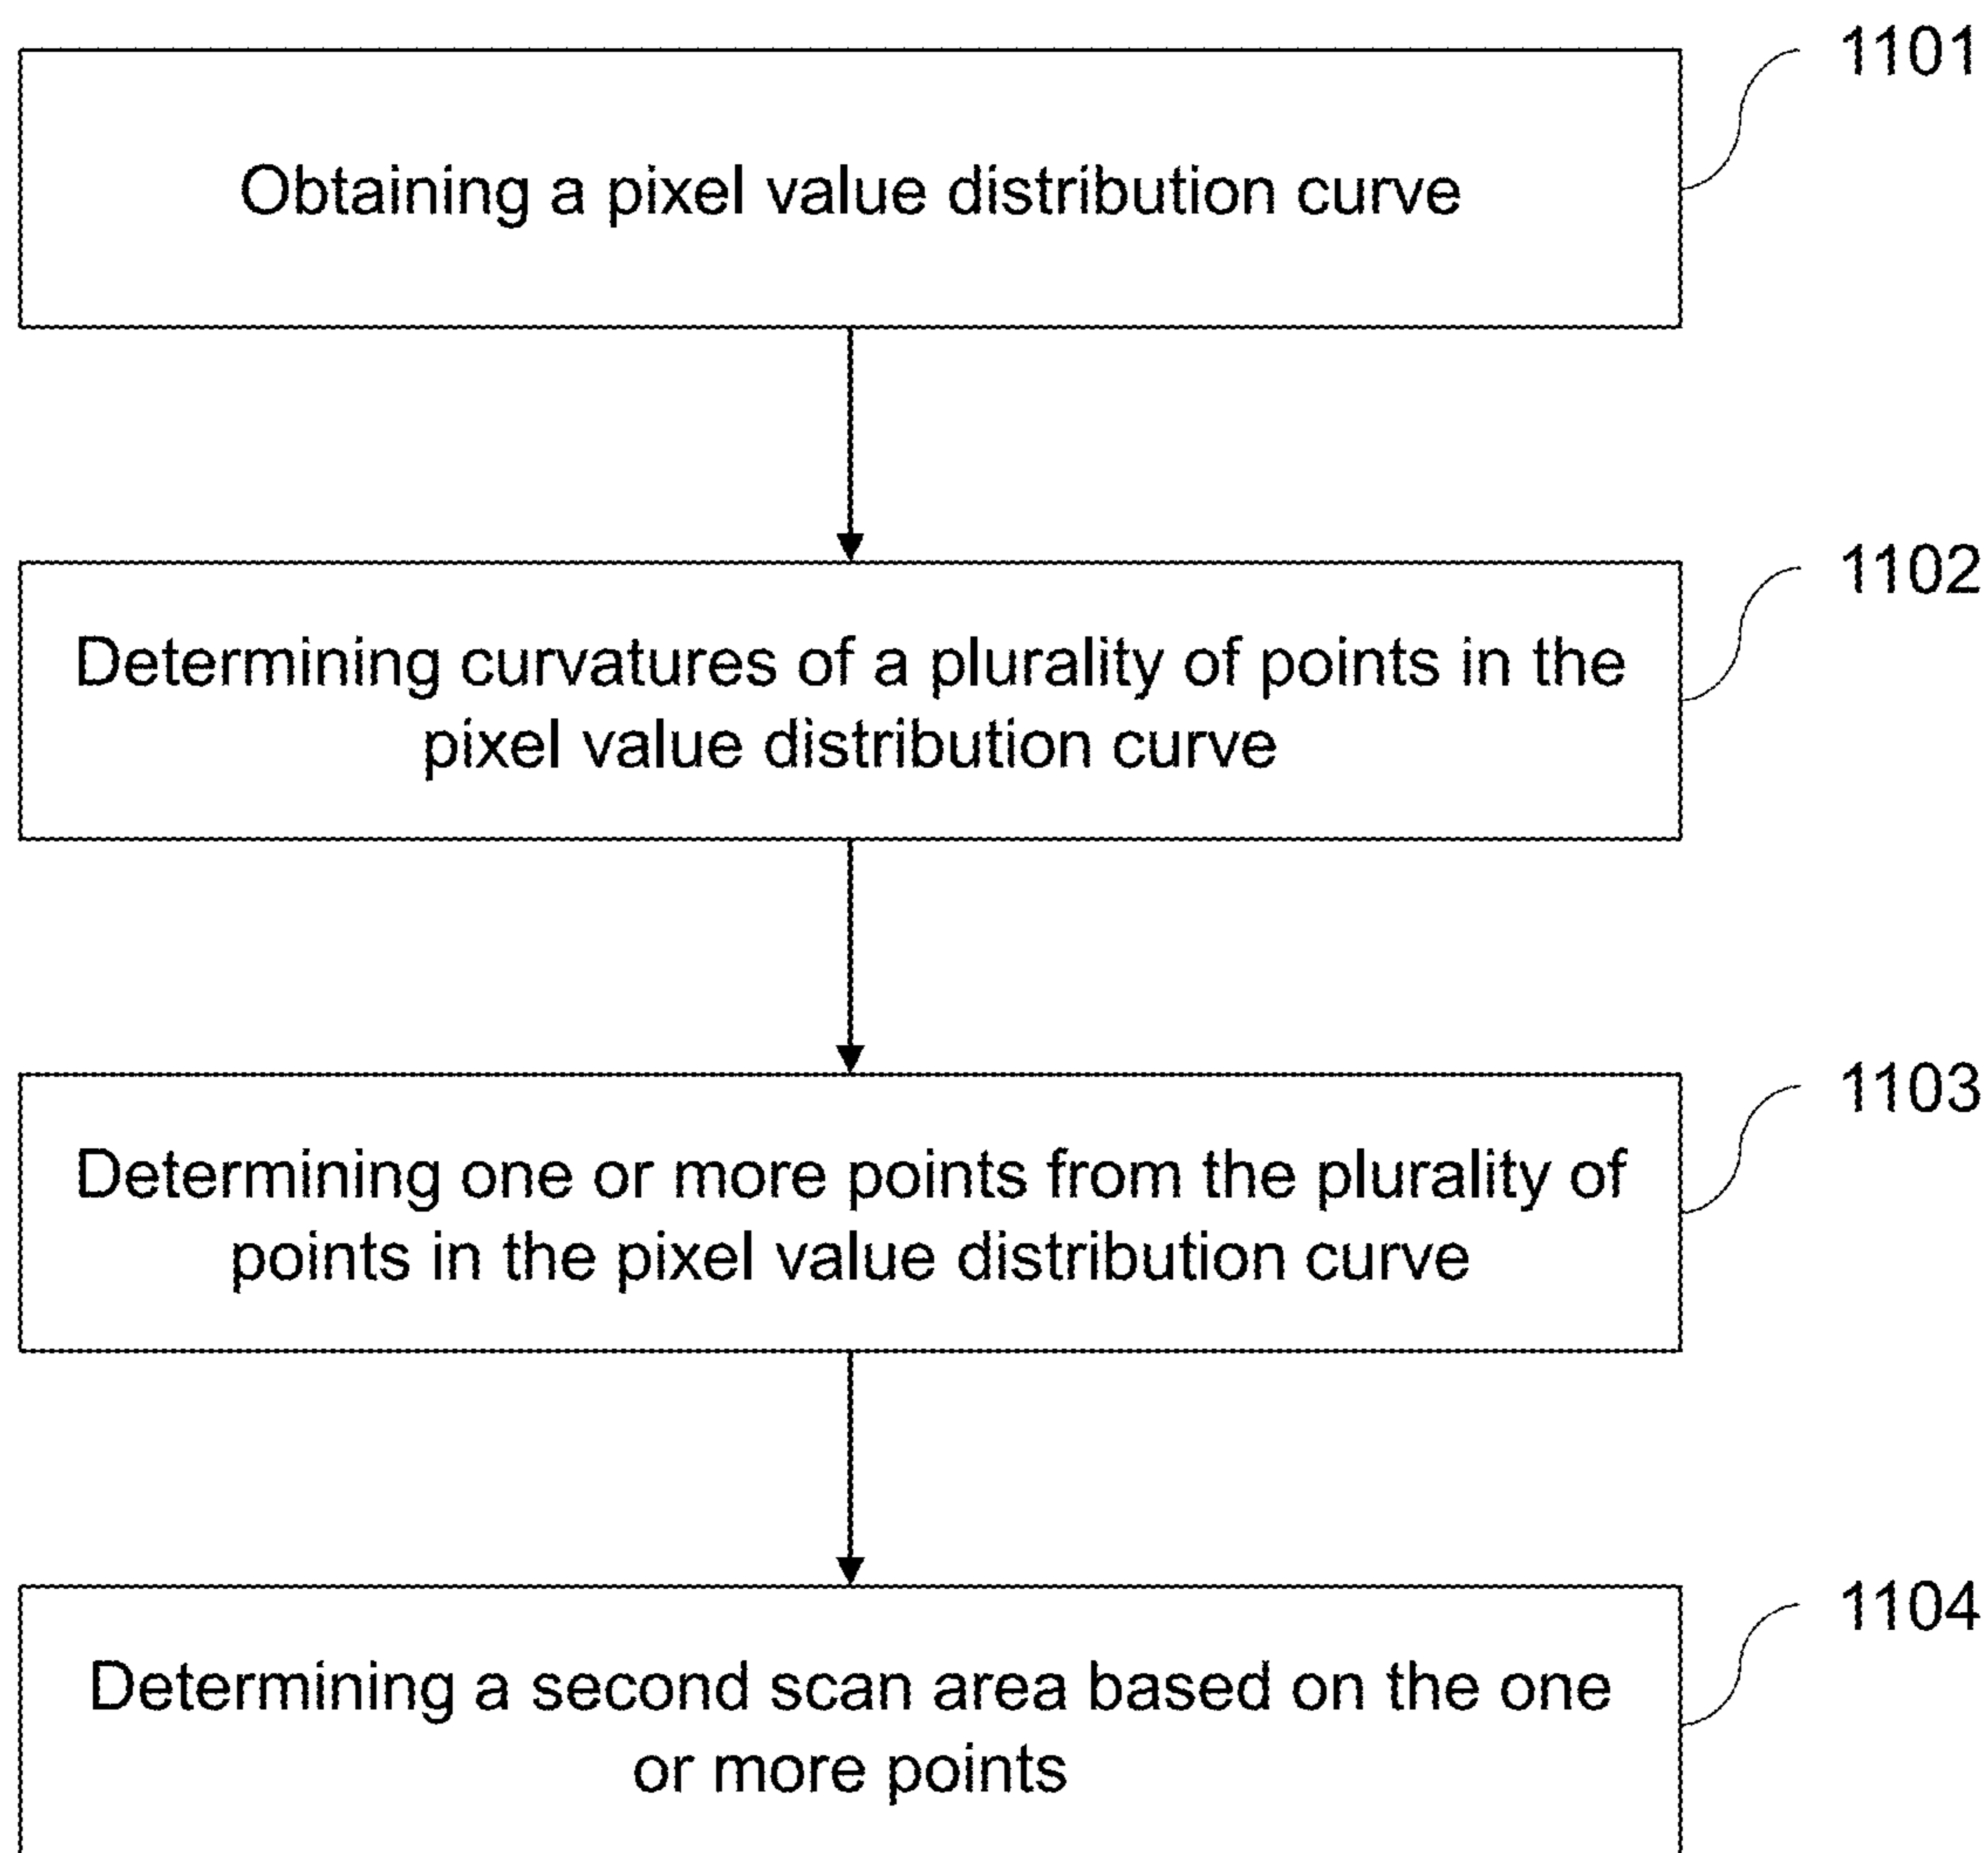 1101
Obtaining a pixel value distribution curve
1102
Determining curvatures of a plurality of points in the
pixel value distribution curve
1103
Determining one or more points from the plurality of
points in the pixel value distribution curve
1104
Determining a second scan area based on the one
or more points